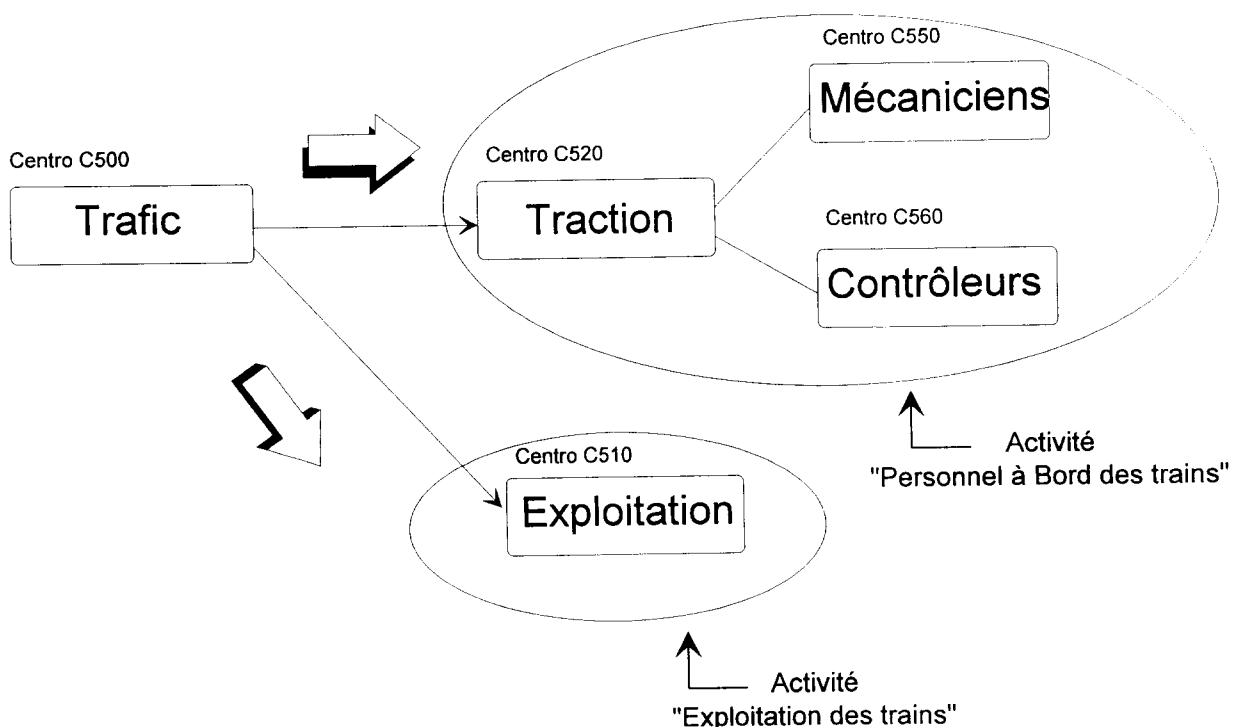 Centro C550
Mécaniciens
Centro C500
Trafic
Centro C520
Traction
Centro C560
Contrôleurs
Activité
"Personnel à Bord des trains"
Centro C510
Exploitation
Activité
"Exploitation des trains"